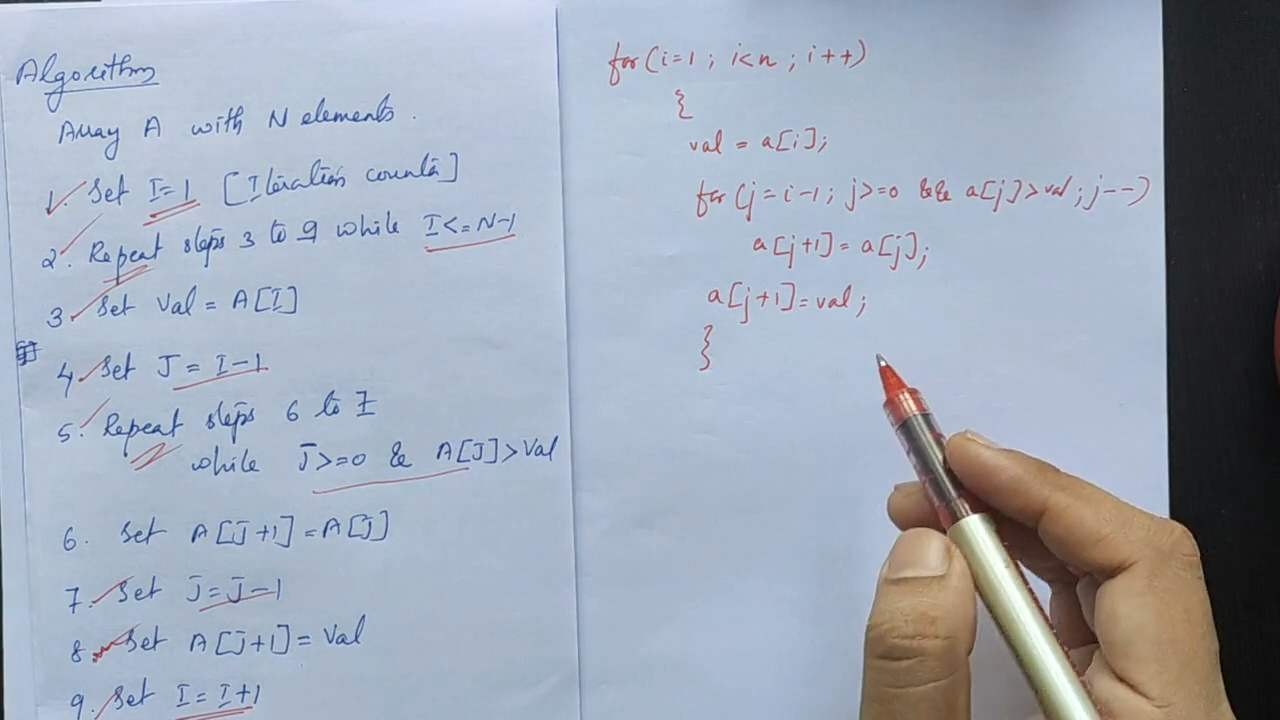 Algorithm
Array A with N elements.
1. Set I=1 [Iteration counter]
2. Repeat steps 3 to 9 while I<=N-1
3. Set Val = A[I]
4. Set J = I-1
5. Repeat steps 6 to 7
while J>=0 & A[J]>Val
6. Set A[J+1]=A[J]
7. Set J=J-1
8. Set A[J+1]=Val
9. Set I=I+1
for(i=1; i<n; i++)
{
val = a[i];
for(j=i-1; j>=0 && a[j]>val; j--)
a[j+1]=a[j];
a[j+1]=val;
}